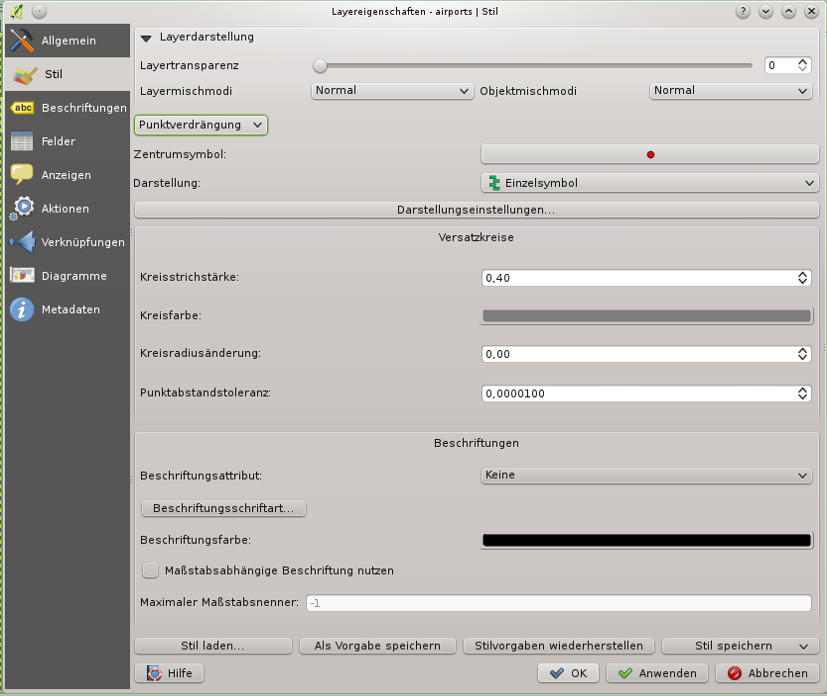 Layereigenschaften - airports | Stil
Allgemein
Stil
abc Beschriftungen
Felder
Anzeigen
Aktionen
Verknüpfungen
Diagramme
Metadaten
Layerdarstellung
Layertransparenz 0
Layermischmodi Normal Objektmischmodi Normal
Punktverdrängung
Zentrumsymbol:
Darstellung: Einzelsymbol
Darstellungseinstellungen...
Versatzkreise
Kreisstrichstärke: 0,40
Kreisfarbe:
Kreisradiusänderung: 0,00
Punktabstandstoleranz: 0,0000100
Beschriftungen
Beschriftungsattribut: Keine
Beschriftungsschriftart...
Beschriftungsfarbe:
Maßstabsabhängige Beschriftung nutzen
Maximaler Maßstabsnenner: -1
Stil laden... Als Vorgabe speichern Stilvorgaben wiederherstellen Stil speichern
Hilfe OK Anwenden Abbrechen